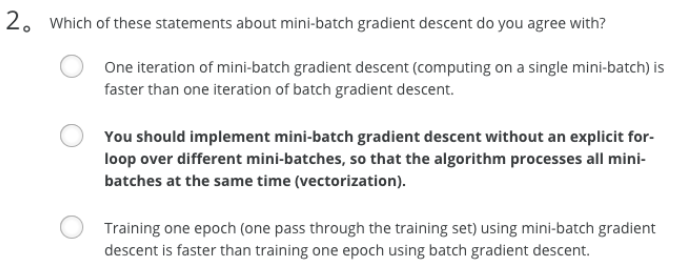 2. Which of these statements about mini-batch gradient descent do you agree with?
One iteration of mini-batch gradient descent (computing on a single mini-batch) is
faster than one iteration of batch gradient descent.
You should implement mini-batch gradient descent without an explicit for-
loop over different mini-batches, so that the algorithm processes all mini-
batches at the same time (vectorization).
Training one epoch (one pass through the training set) using mini-batch gradient
descent is faster than training one epoch using batch gradient descent.